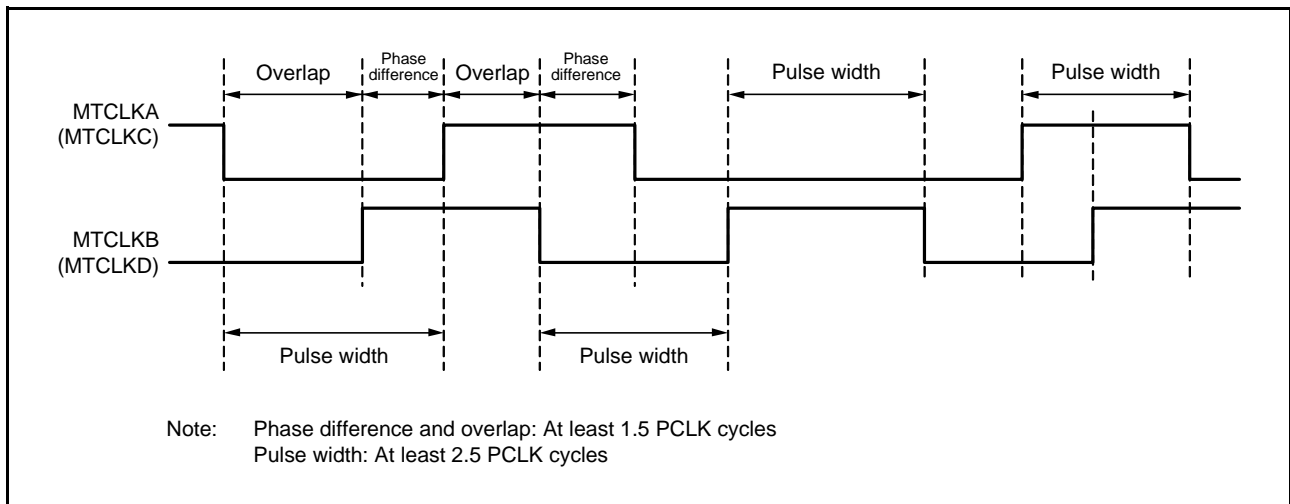 Overlap
Phase
difference
Overlap
Phase
difference
Pulse width
Pulse width
MTCLKA
(MTCLKC)
MTCLKB
(MTCLKD)
Pulse width
Pulse width
Note: Phase difference and overlap: At least 1.5 PCLK cycles
Pulse width: At least 2.5 PCLK cycles